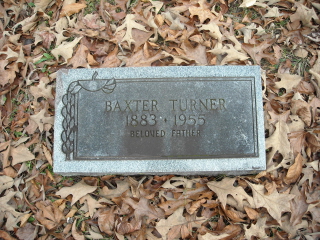 BAXTER TURNER
1883 - 1955
BELOVED FATHER